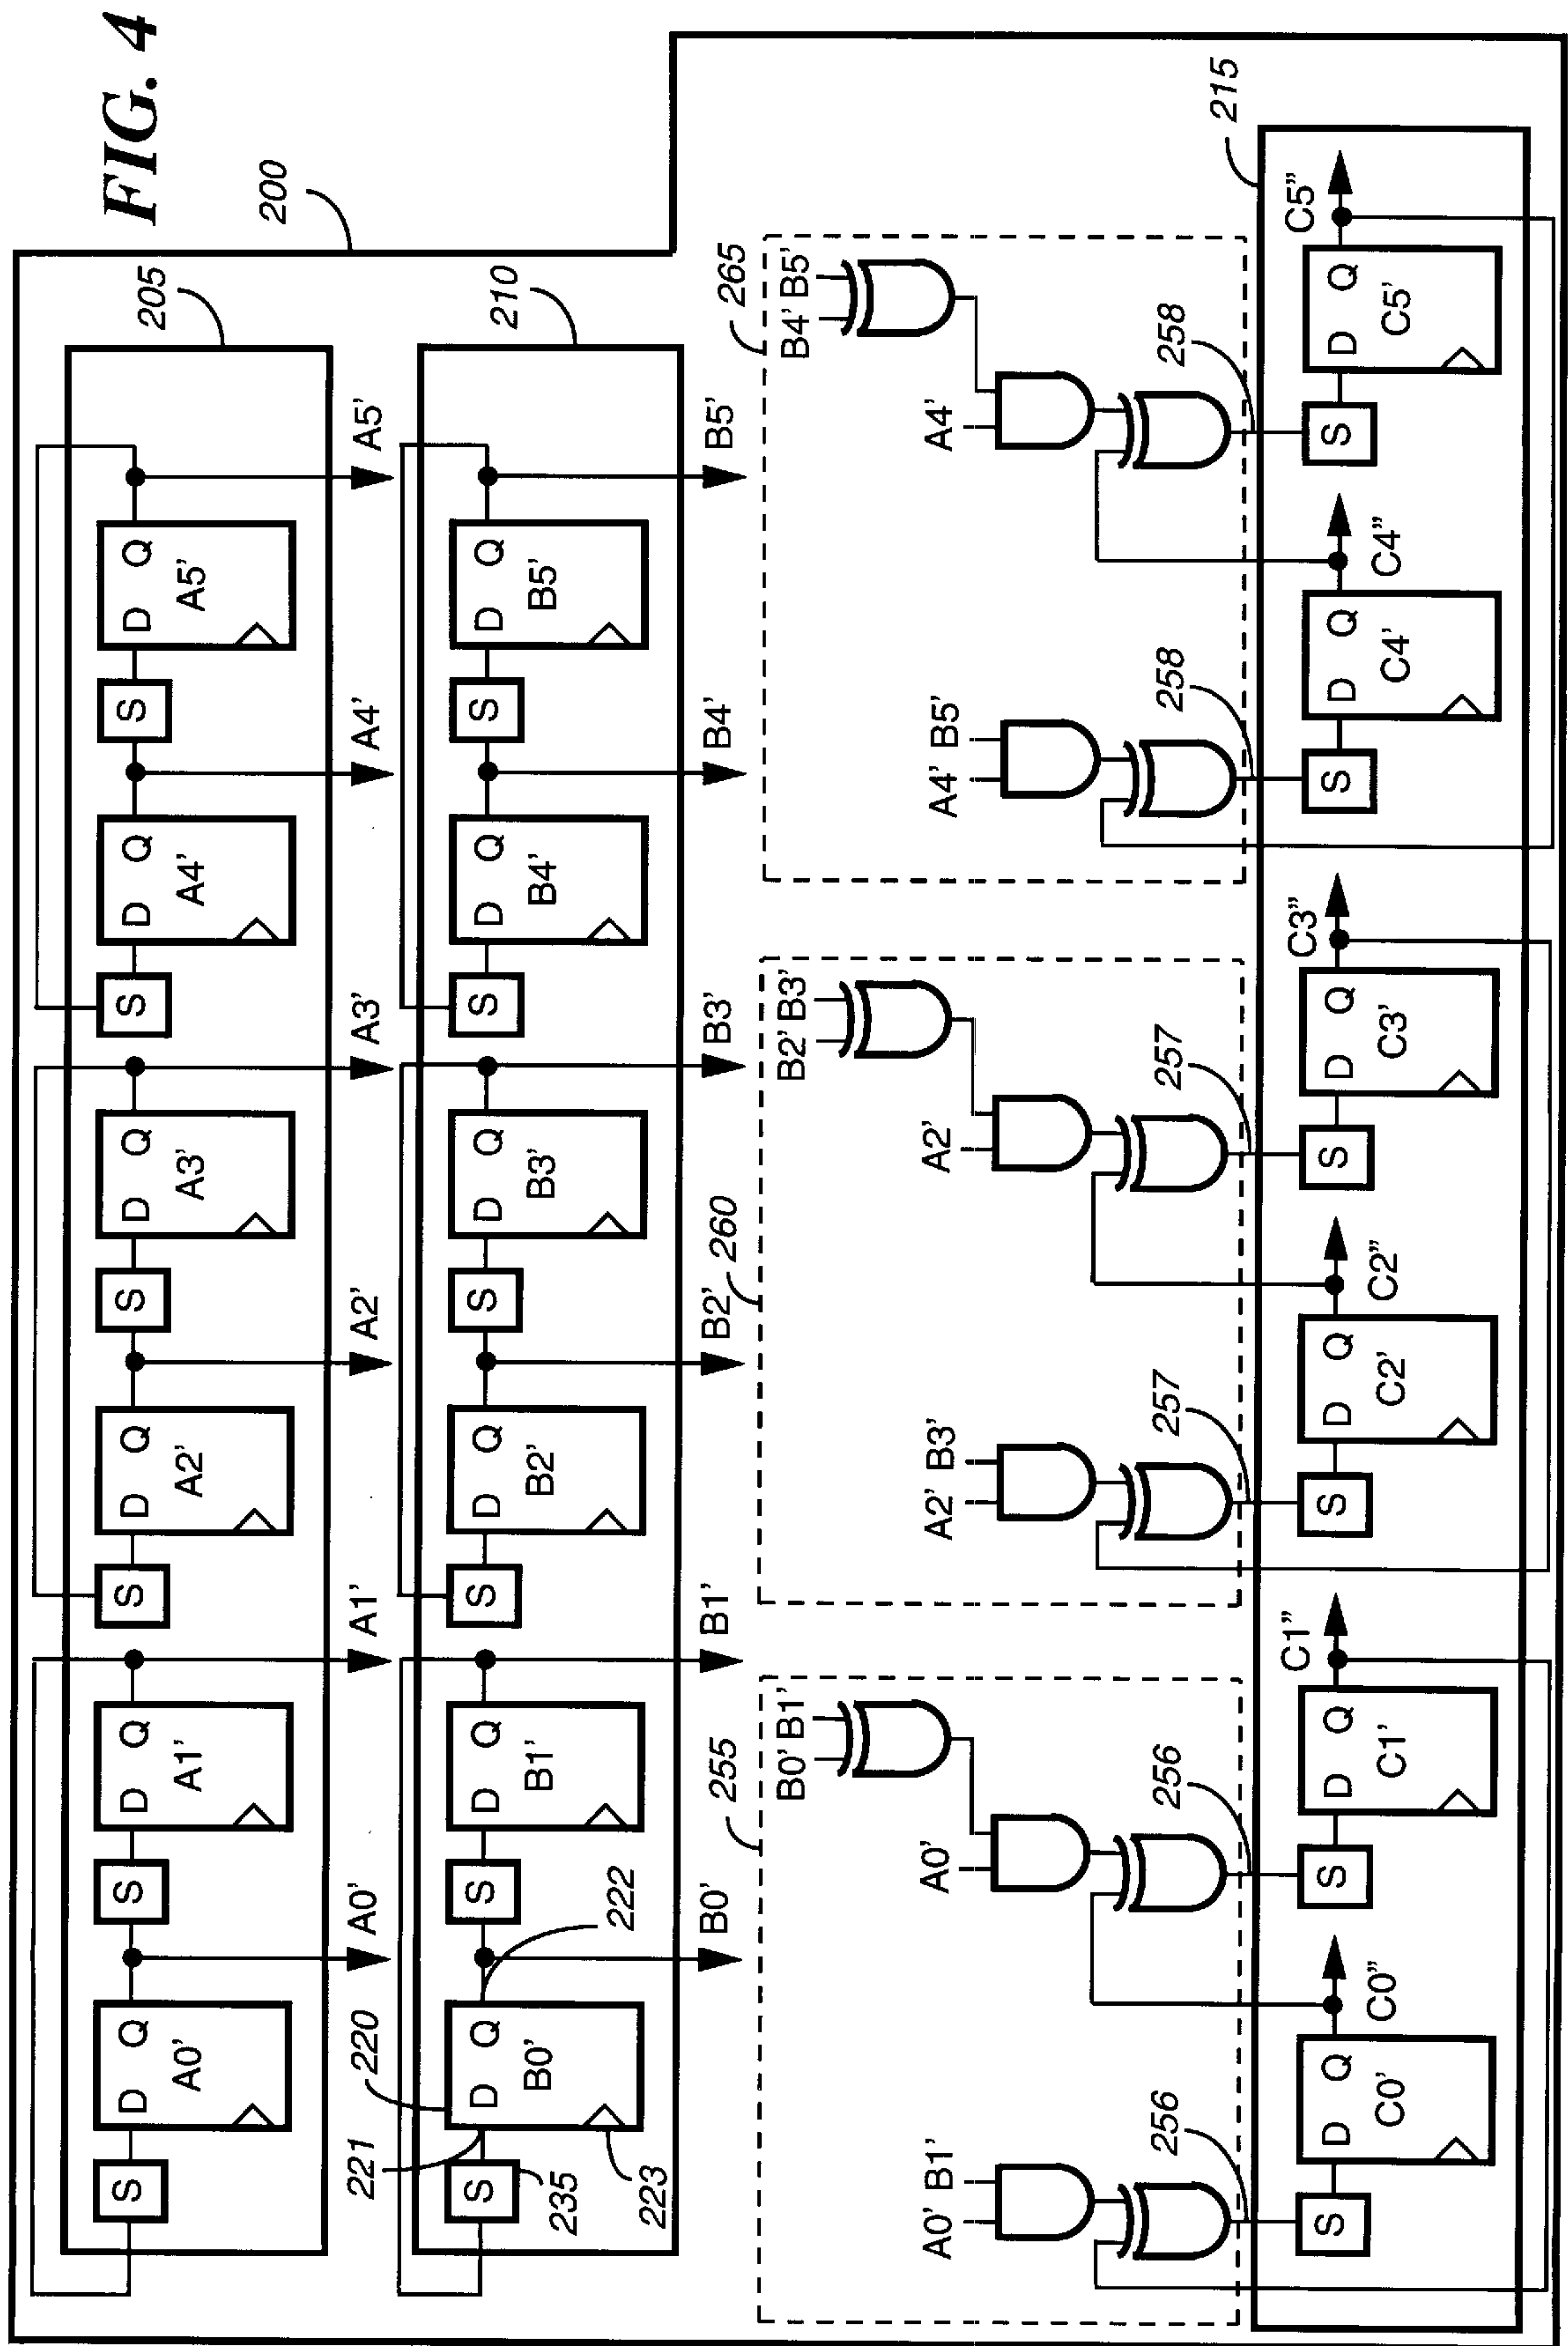 FIG. 4
200
205
S D Q A0' S D Q A1' S D Q A2' S D Q A3' S D Q A4' S D Q A5'
A0' A1' A2' A3' A4' A5'
210
220
221
222
223
235
S D Q B0' S D Q B1' S D Q B2' S D Q B3' S D Q B4' S D Q B5'
B0' B1' B2' B3' B4' B5'
255
A0' B1'
256
A0'
B0' B1'
256
260
A2' B3'
257
A2'
B2' B3'
257
265
A4' B5'
258
A4'
B4' B5'
258
215
S D Q C0' C0" S D Q C1' C1" S D Q C2' C2" S D Q C3' C3" S D Q C4' C4" S D Q C5' C5"